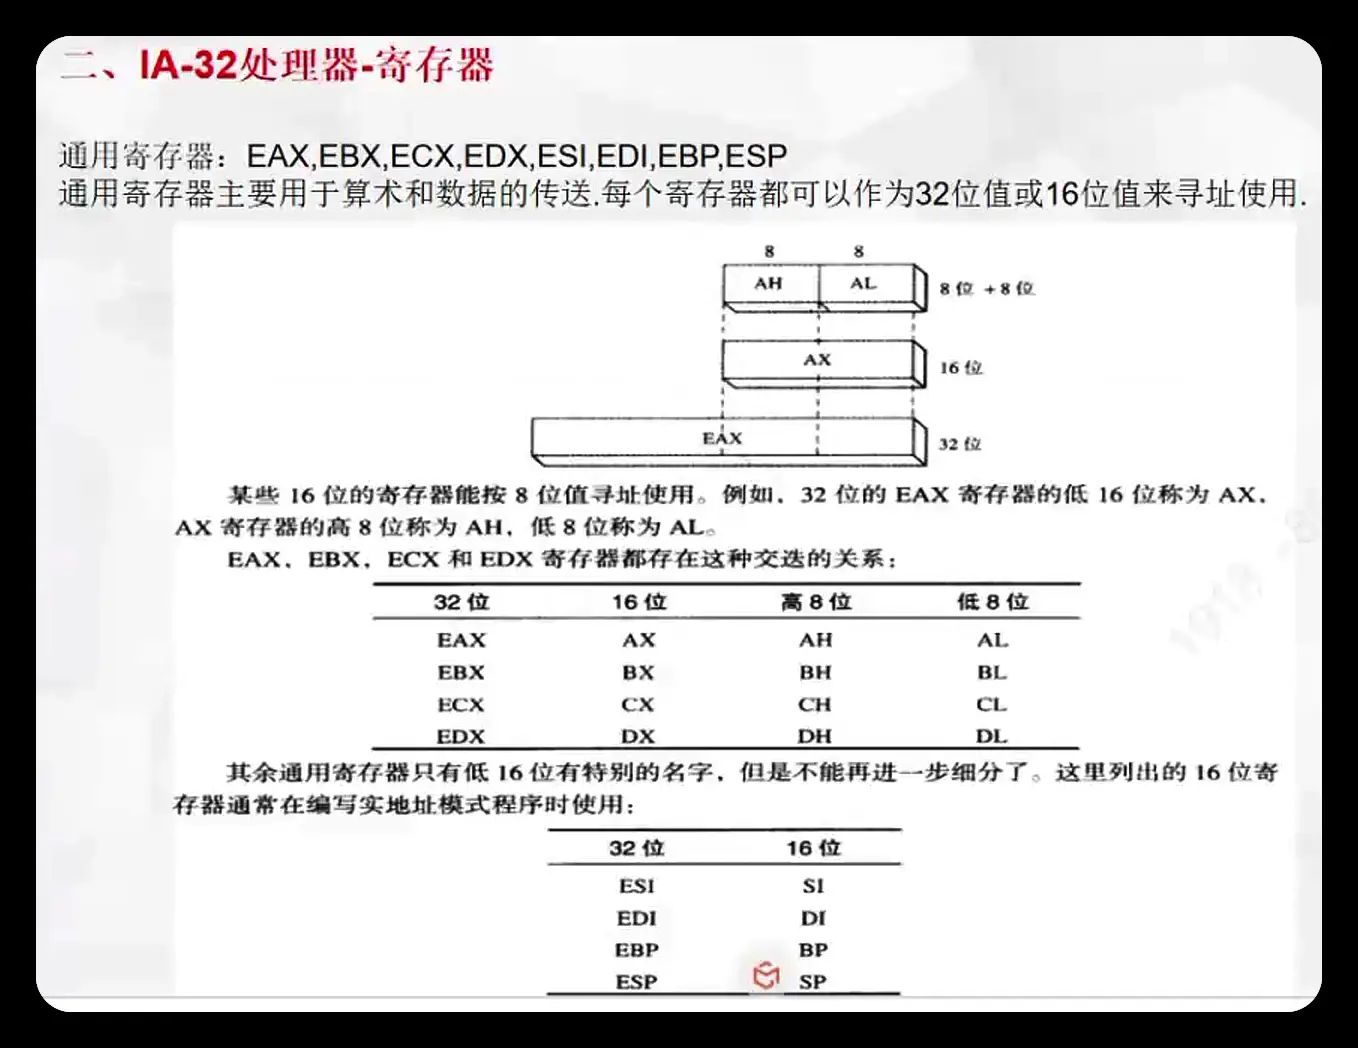 二、IA-32处理器-寄存器
通用寄存器：EAX,EBX,ECX,EDX,ESI,EDI,EBP,ESP
通用寄存器主要用于算术和数据的传送.每个寄存器都可以作为32位值或16位值来寻址使用.
8 8
AH AL 8 位 + 8 位
AX 16 位
EAX 32 位
某些 16 位的寄存器能按 8 位值寻址使用。例如，32 位的 EAX 寄存器的低 16 位称为 AX，
AX 寄存器的高 8 位称为 AH，低 8 位称为 AL。
EAX、EBX、ECX 和 EDX 寄存器都存在这种交迭的关系：
32 位 16 位 高 8 位 低 8 位
EAX AX AH AL
EBX BX BH BL
ECX CX CH CL
EDX DX DH DL
其余通用寄存器只有低 16 位有特别的名字，但是不能再进一步细分了。这里列出的 16 位寄
存器通常在编写实地址模式程序时使用：
32 位 16 位
ESI SI
EDI DI
EBP BP
ESP SP